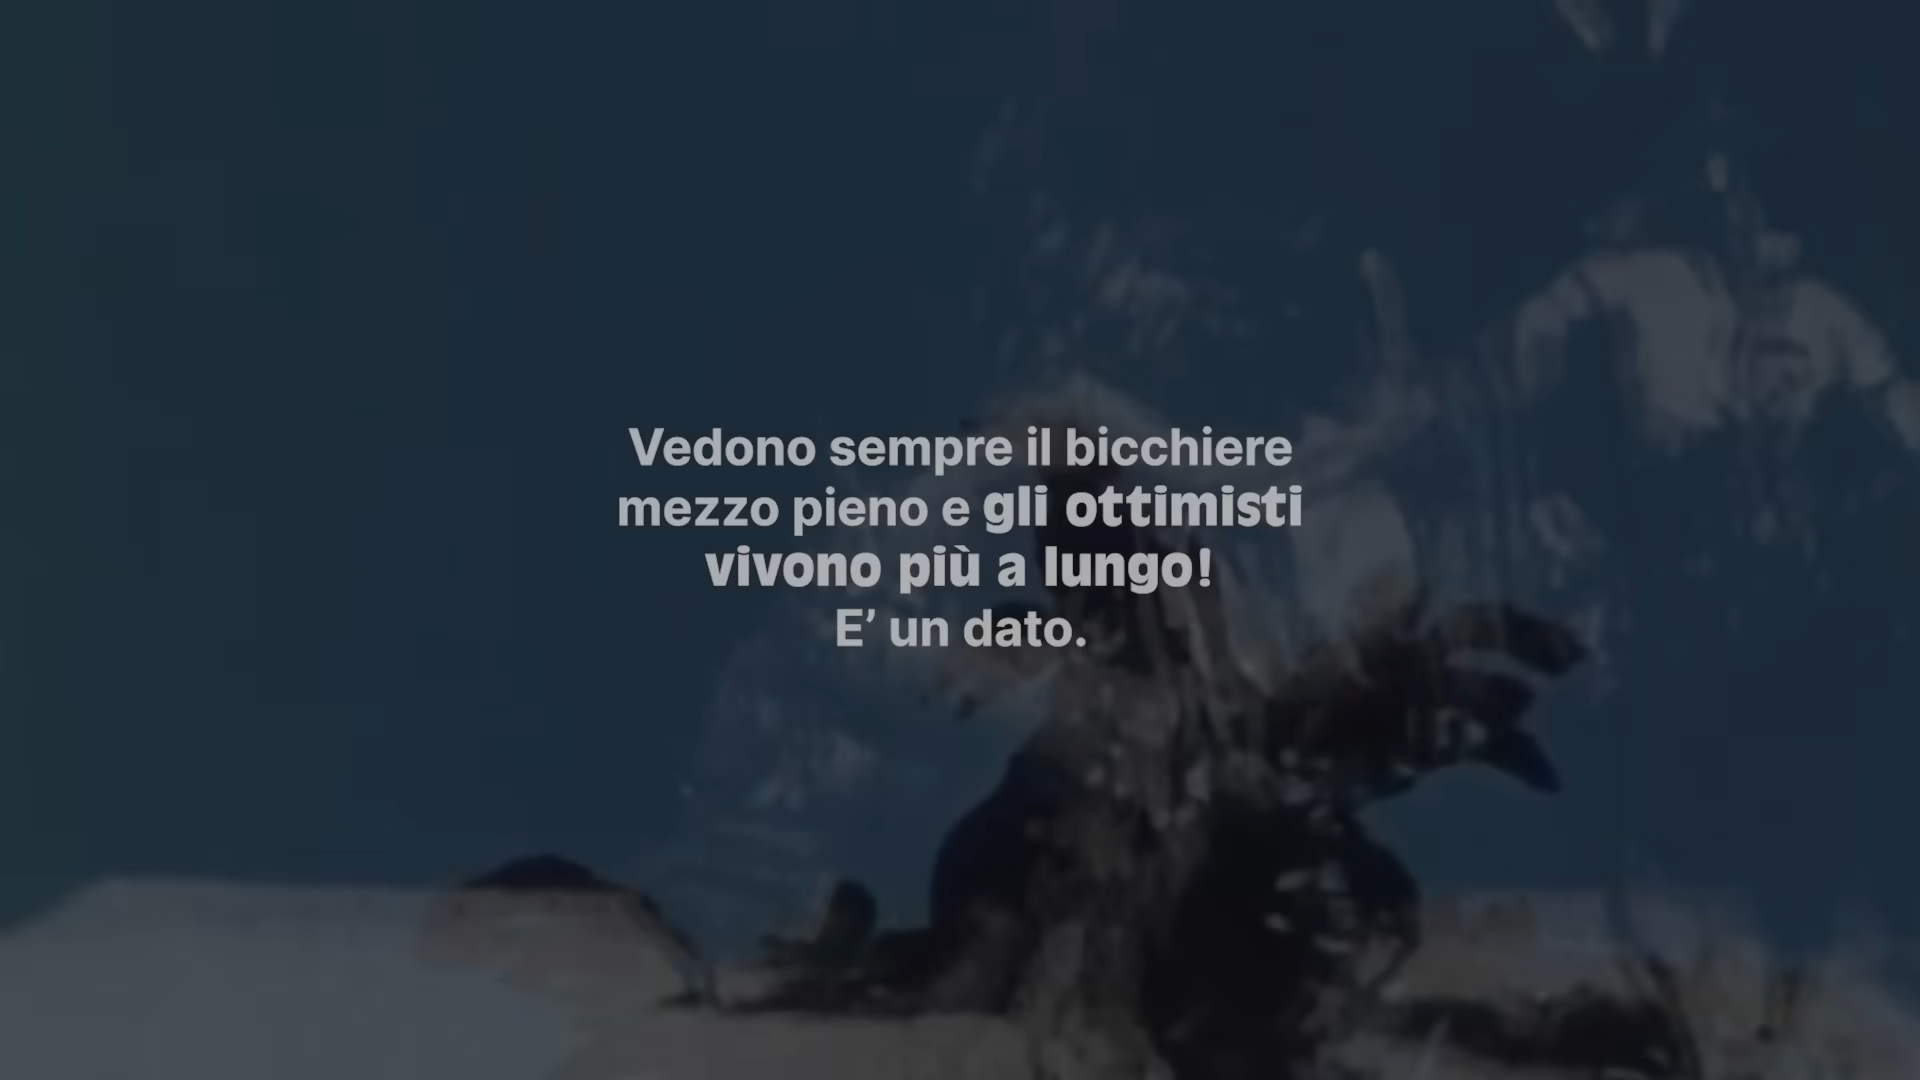 Vedono sempre il bicchiere
mezzo pieno e gli ottimisti
vivono più a lungo!
E’ un dato.